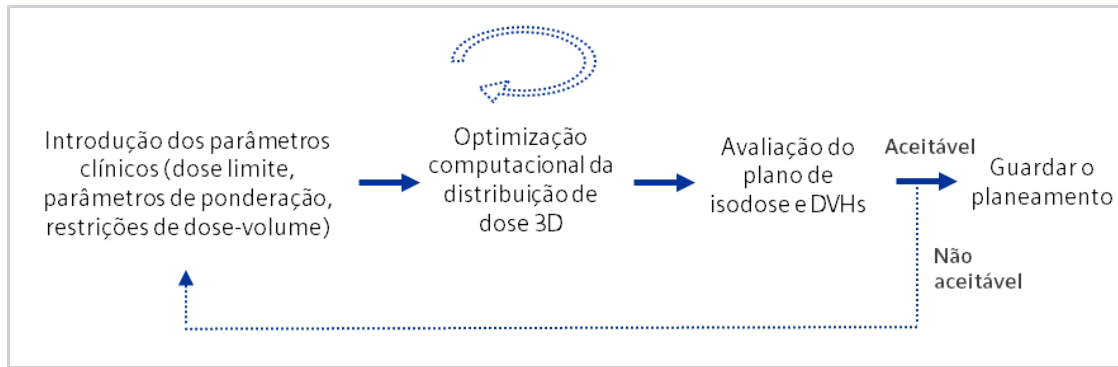 Introdução dos parâmetros
clínicos (dose limite,
parâmetros de ponderação,
restrições de dose-volume)
Optimização
computacional da
distribuição de
dose 3D
Avaliação do
plano de
isodose e DVHs
Aceitável
Guardar o
planeamento
Não
aceitável